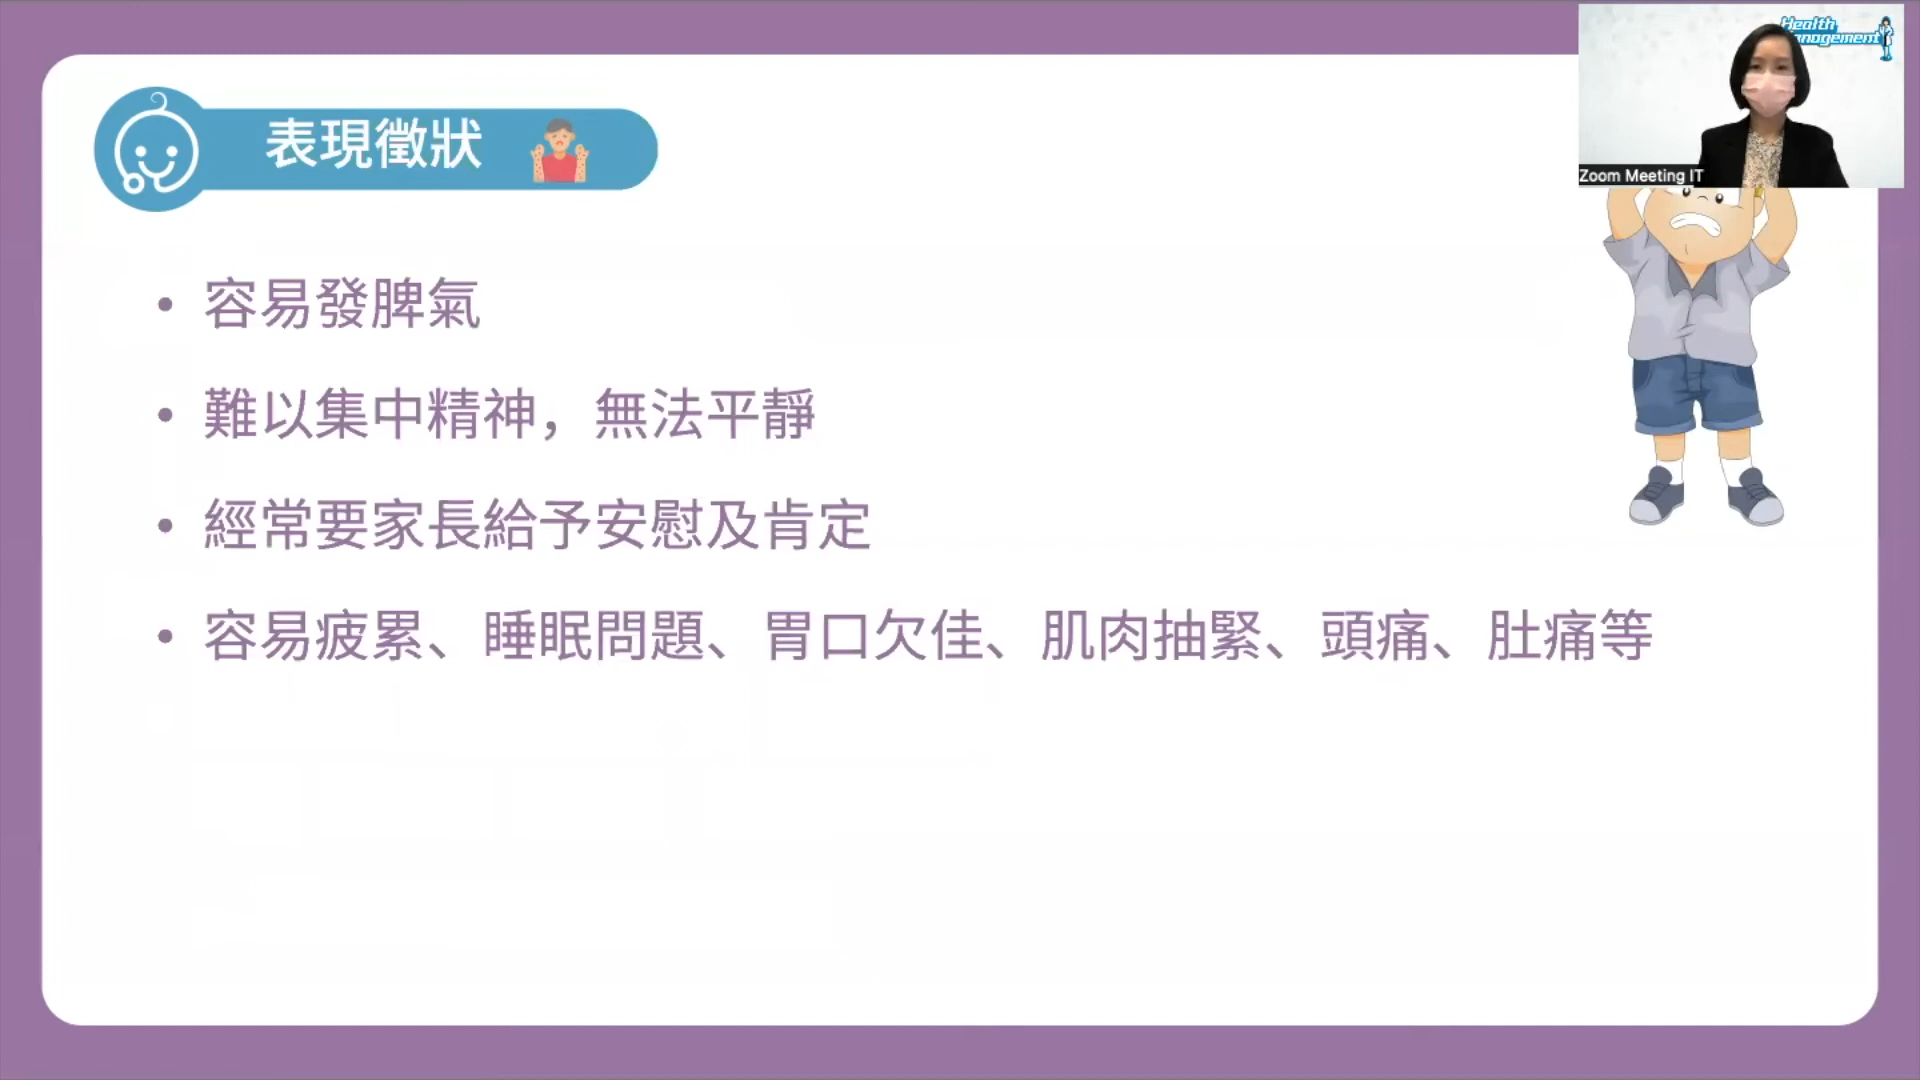 表現徵狀
Health
Management
Zoom Meeting IT
容易發脾氣
難以集中精神，無法平靜
經常要家長給予安慰及肯定
容易疲累、睡眠問題、胃口欠佳、肌肉抽緊、頭痛、肚痛等